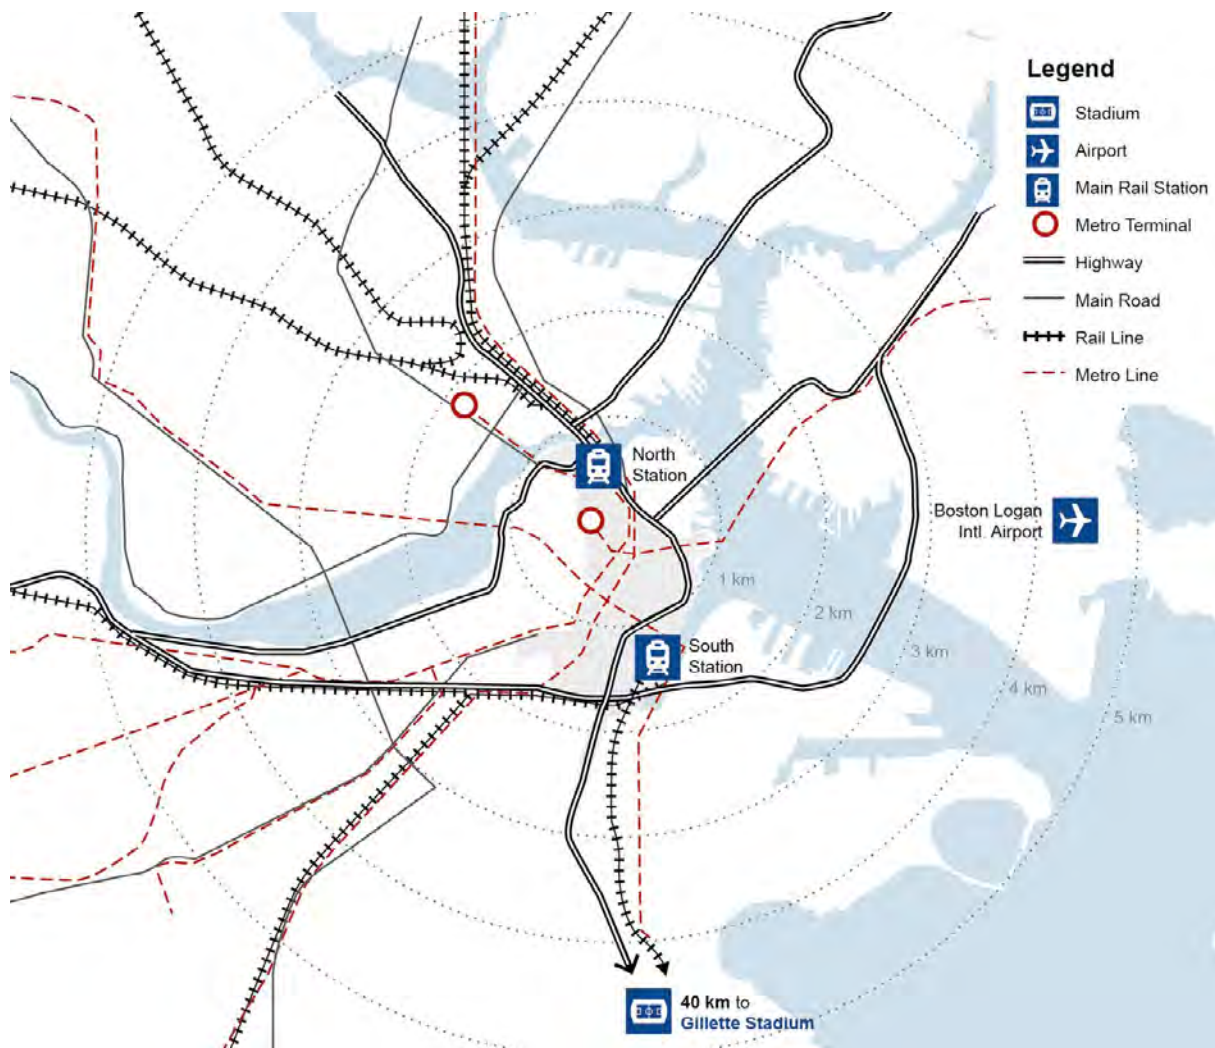 Legend
Stadium
Airport
Main Rail Station
Metro Terminal
Highway
Main Road
Rail Line
Metro Line
North
Station
Boston Logan
Intl. Airport
1 km
2 km
3 km
4 km
5 km
South
Station
40 km to
Gillette Stadium